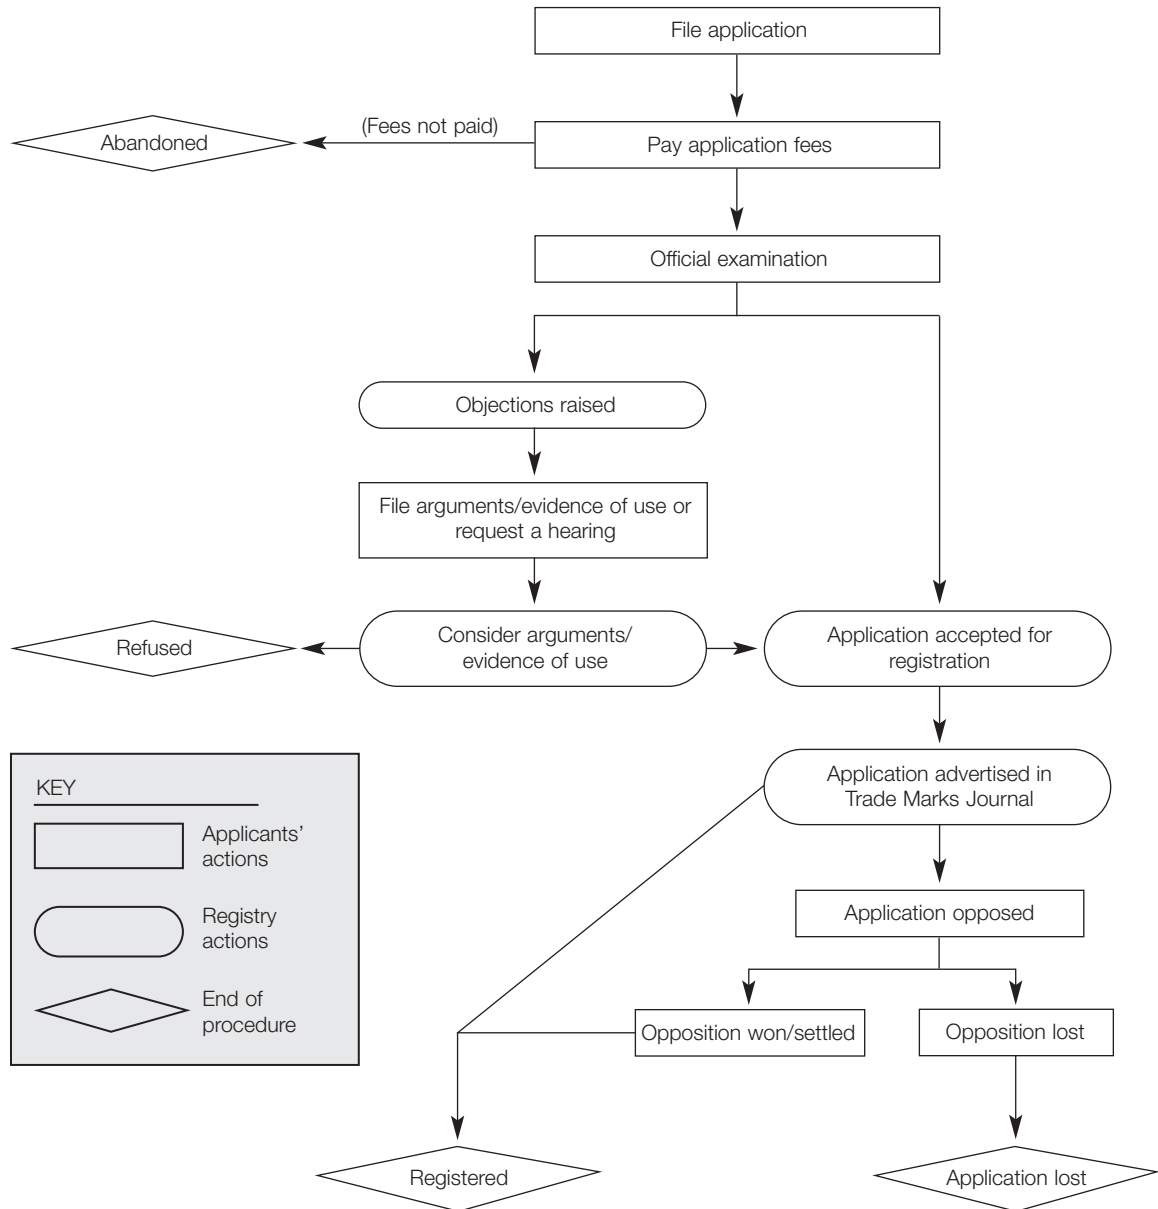 File application
(Fees not paid)
Abandoned
Pay application fees
Official examination
Objections raised
File arguments/evidence of use or
request a hearing
Refused
Consider arguments/
evidence of use
Application accepted for
registration
KEY
Applicants’
actions
Registry
actions
End of
procedure
Application advertised in
Trade Marks Journal
Application opposed
Opposition won/settled
Opposition lost
Registered
Application lost